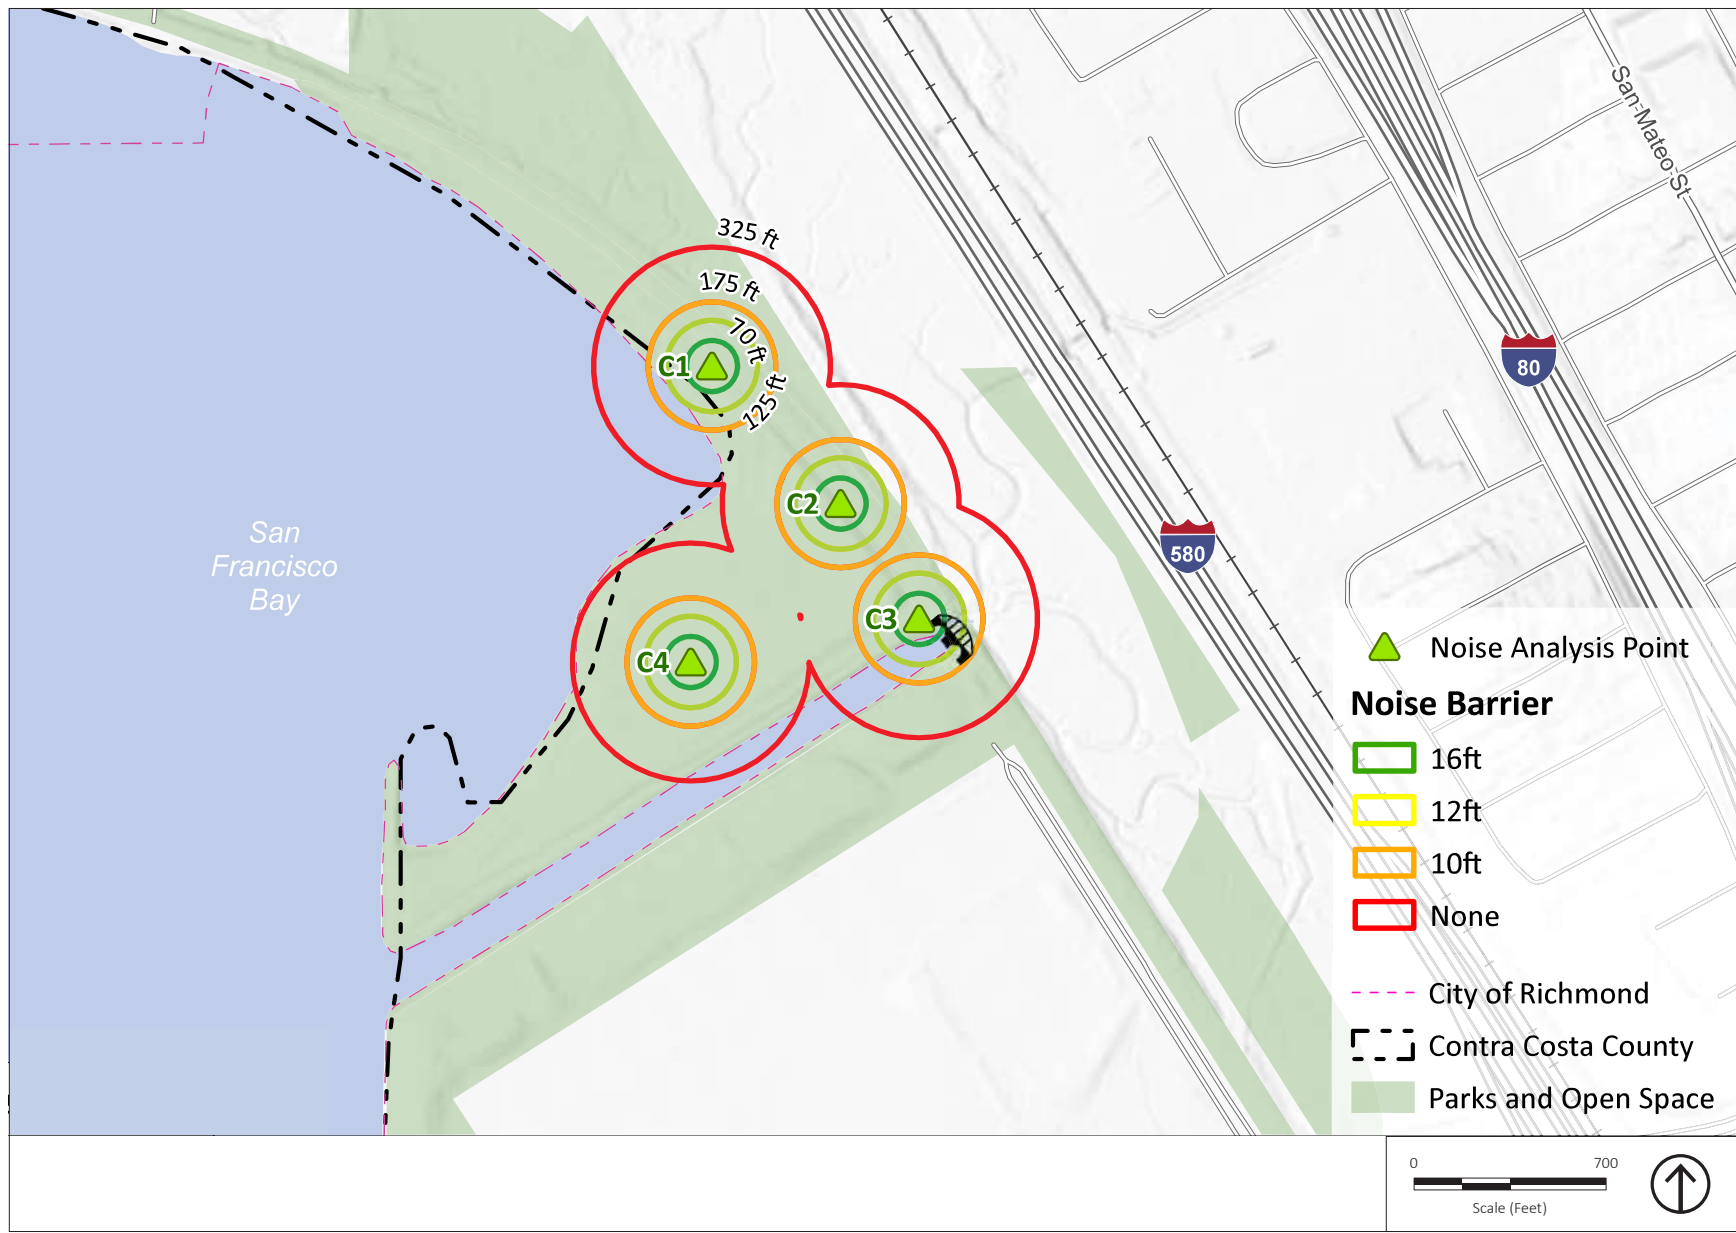 San Mateo St
325 ft
175 ft
70 ft
125 ft
C1
C2
C3
C4
80
580
San
Francisco
Bay
Noise Analysis Point
Noise Barrier
16ft
12ft
10ft
None
City of Richmond
Contra Costa County
Parks and Open Space
0 700
Scale (Feet)